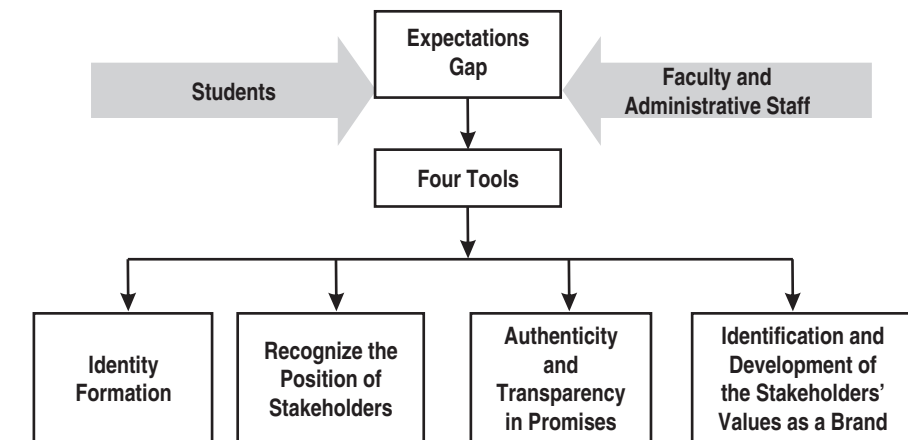 Expectations
Gap
Students
Faculty and
Administrative Staff
Four Tools
Identity
Formation
Recognize the
Position of
Stakeholders
Authenticity
and
Transparency
in Promises
Identification and
Development of
the Stakeholders’
Values as a Brand